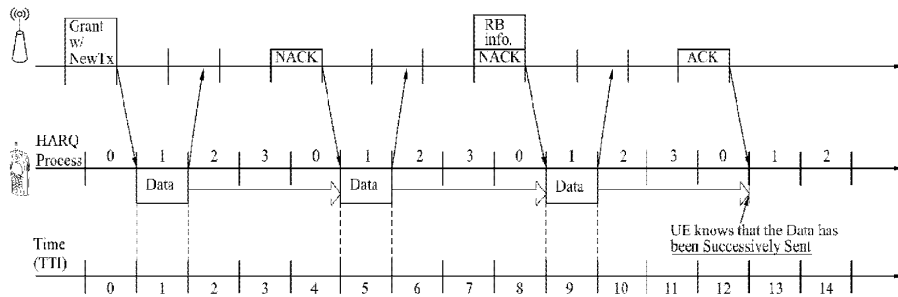 Grant
w/
NewTx
NACK
RB
info.
NACK
ACK
HARQ
Process
0 1 2 3 0 1 2 3 0 1 2 3 0 1 2
Data
Data
Data
UE knows that the Data has
been Successively Sent
Time
(TTI)
0 1 2 3 4 5 6 7 8 9 10 11 12 13 14